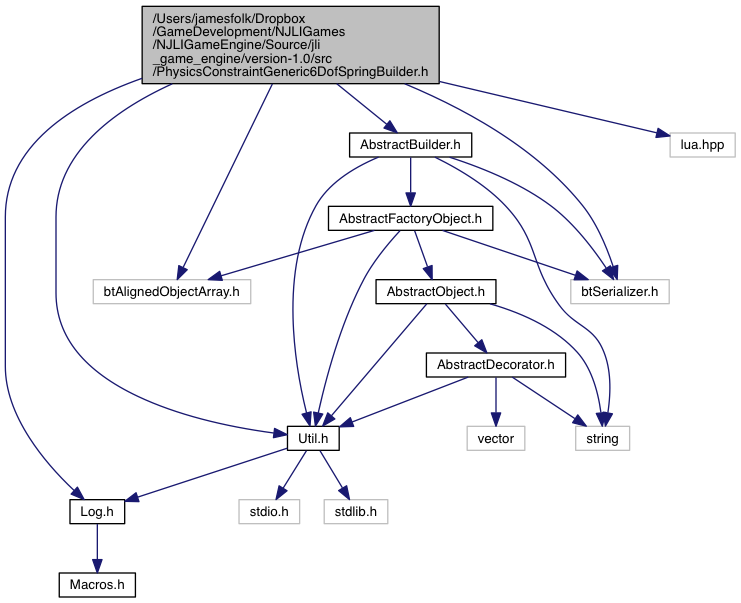 /Users/jamesfolk/Dropbox
/GameDevelopment/NJLIGames
/NJLIGameEngine/Source/jli
_game_engine/version-1.0/src
/PhysicsConstraintGeneric6DofSpringBuilder.h
AbstractBuilder.h
lua.hpp
AbstractFactoryObject.h
btAlignedObjectArray.h
AbstractObject.h
btSerializer.h
AbstractDecorator.h
Util.h
vector
string
Log.h
stdio.h
stdlib.h
Macros.h